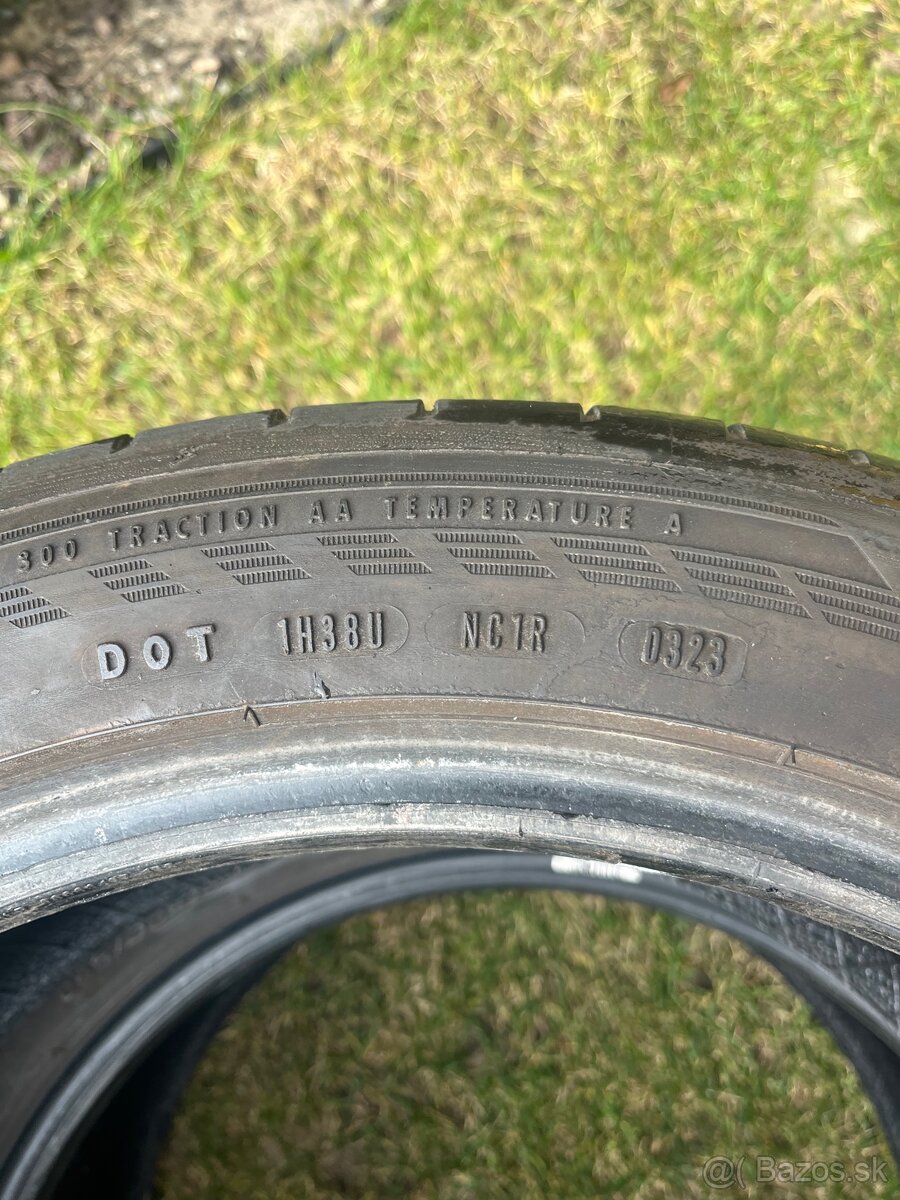 300 TRACTION AA TEMPERATURE A
DOT 1H38U NC1R 0323
@( Bazos.sk